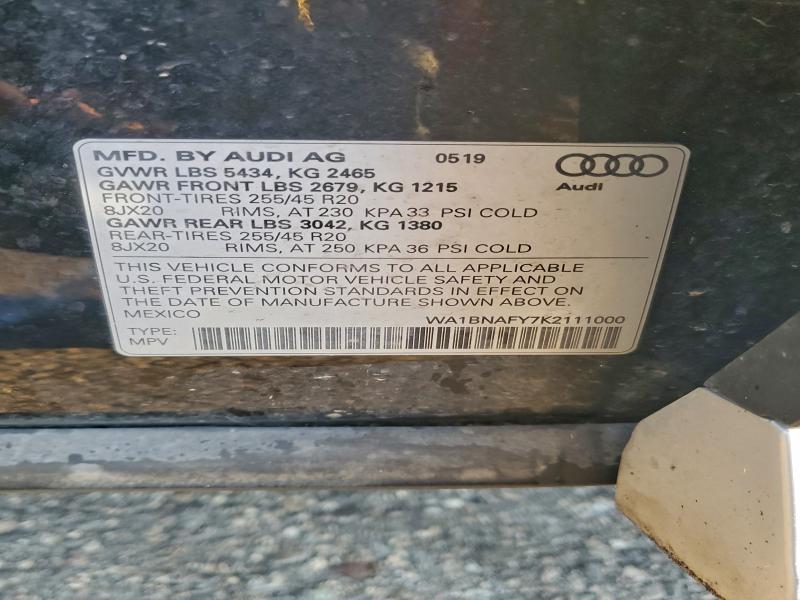 MFD. BY AUDI AG 0519
GVWR LBS 5434, KG 2465
GAWR FRONT LBS 2679, KG 1215
Audi
FRONT-TIRES 255/45 R20
8JX20 RIMS, AT 230 KPA 33 PSI COLD
GAWR REAR LBS 3042, KG 1380
REAR-TIRES 255/45 R20
8JX20 RIMS, AT 250 KPA 36 PSI COLD
THIS VEHICLE CONFORMS TO ALL APPLICABLE
U.S. FEDERAL MOTOR VEHICLE SAFETY AND
THEFT PREVENTION STANDARDS IN EFFECT ON
THE DATE OF MANUFACTURE SHOWN ABOVE.
MEXICO WA1BNAFY7K2111000
TYPE:
MPV